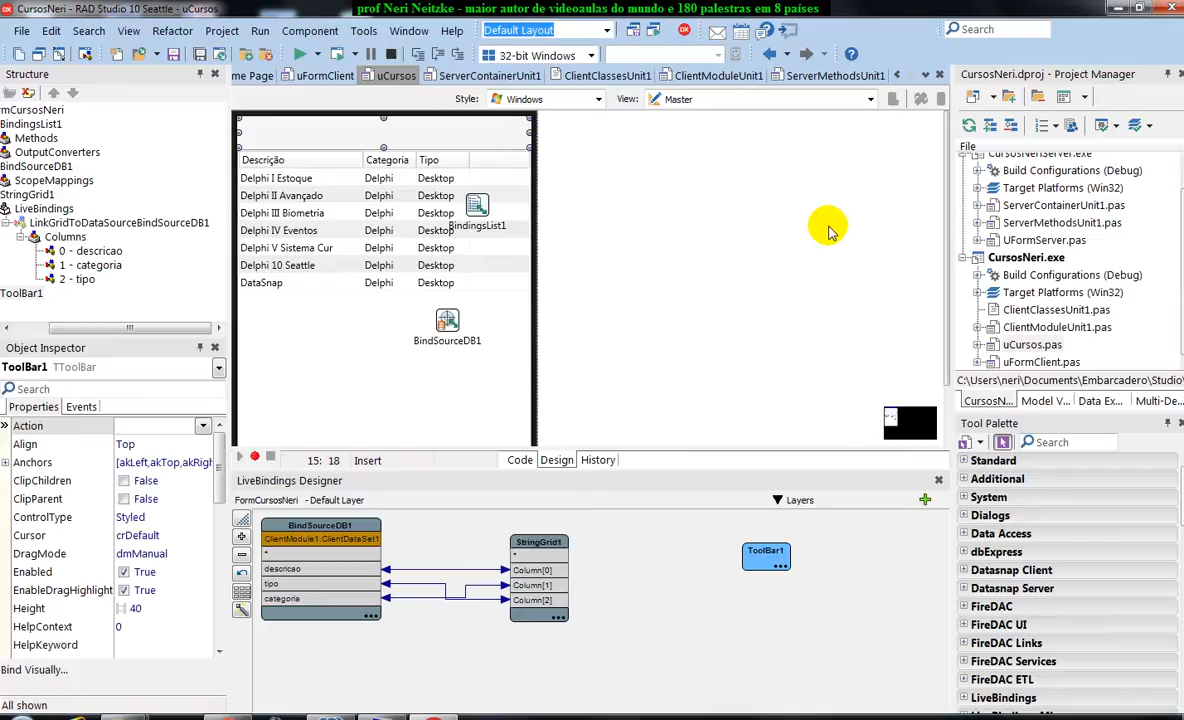 prof Neri Neitzke - maior autor de videoaulas do mundo e 180 palestras em 8 países
CursosNeri - RAD Studio 10 Seattle - uCursos
File Edit Search View Refactor Project Run Component Tools Window Help
Default Layout
Search
32-bit Windows
Structure
me Page uFormClient uCursos ServerContainerUnit1 ClientClassesUnit1 ClientModuleUnit1 ServerMethodsUnit1
CursosNeri.dproj - Project Manager
Style: Windows View: Master
rmCursosNeri
BindingsList1
Methods
OutputConverters
BindSourceDB1
ScopeMappings
StringGrid1
LiveBindings
LinkGridToDataSourceBindSourceDB1
Columns
0 - descricao
1 - categoria
2 - tipo
ToolBar1
Descrição Categoria Tipo
Delphi I Estoque Delphi Desktop
Delphi II Avançado Delphi Desktop
Delphi III Biometria Delphi Desktop
Delphi IV Eventos Delphi Desktop
Delphi V Sistema Cur Delphi Desktop
Delphi 10 Seattle Delphi Desktop
DataSnap Delphi Desktop
BindingsList1
BindSourceDB1
File
CursosNeriServer.exe
Build Configurations (Debug)
Target Platforms (Win32)
ServerContainerUnit1.pas
ServerMethodsUnit1.pas
UFormServer.pas
CursosNeri.exe
Build Configurations (Debug)
Target Platforms (Win32)
ClientClassesUnit1.pas
ClientModuleUnit1.pas
uCursos.pas
uFormClient.pas
C:\Users\neri\Documents\Embarcadero\Studio\
CursosN... Model V... Data Ex... Multi-De...
Object Inspector
ToolBar1 TToolBar
Search
Properties Events
Action
Align Top
Anchors [akLeft,akTop,akRigh
ClipChildren False
ClipParent False
ControlType Styled
Cursor crDefault
DragMode dmManual
Enabled True
EnableDragHighlight True
Height 40
HelpContext 0
HelpKeyword
Bind Visually...
All shown
15: 18 Insert Code Design History
LiveBindings Designer
FormCursosNeri - Default Layer
Layers
BindSourceDB1
ClientModule1.ClientDataSet1
*
descricao
tipo
categoria
StringGrid1
*
Column[0]
Column[1]
Column[2]
ToolBar1
Tool Palette
Search
Standard
Additional
System
Dialogs
Data Access
dbExpress
Datasnap Client
Datasnap Server
FireDAC
FireDAC UI
FireDAC Links
FireDAC Services
FireDAC ETL
LiveBindings